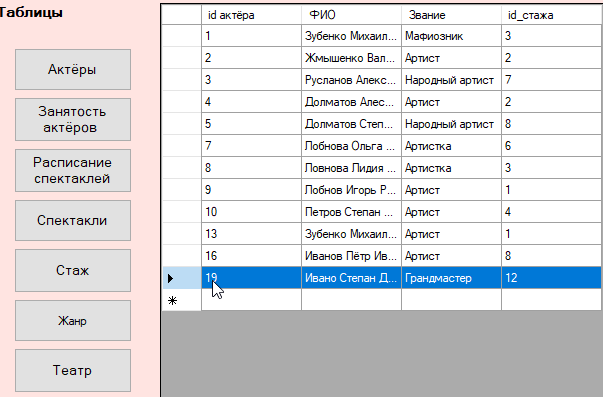 Таблицы
Актёры
Занятость
актёров
Расписание
спектаклей
Спектакли
Стаж
Жанр
Театр
id актёра ФИО Звание id_стажа
1 Зубенко Михаил... Мафиозник 3
2 Жмышенко Вал... Артист 2
3 Русланов Алекс... Народный артист 7
4 Долматов Алес... Артист 2
5 Долматов Степ... Народный артист 8
7 Лобнова Ольга ... Артистка 6
8 Ловнова Лидия ... Артистка 3
9 Лобнов Игорь Р... Артист 1
10 Петров Степан ... Артист 4
13 Зубенко Михаил... Артист 1
16 Иванов Пётр Ив... Артист 8
19 Ивано Степан Д... Грандмастер 12